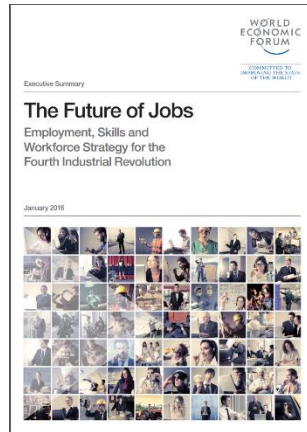 WORLD
ECONOMIC
FORUM
COMMITTED TO
IMPROVING THE STATE
OF THE WORLD
Executive Summary
The Future of Jobs
Employment, Skills and
Workforce Strategy for the
Fourth Industrial Revolution
January 2016